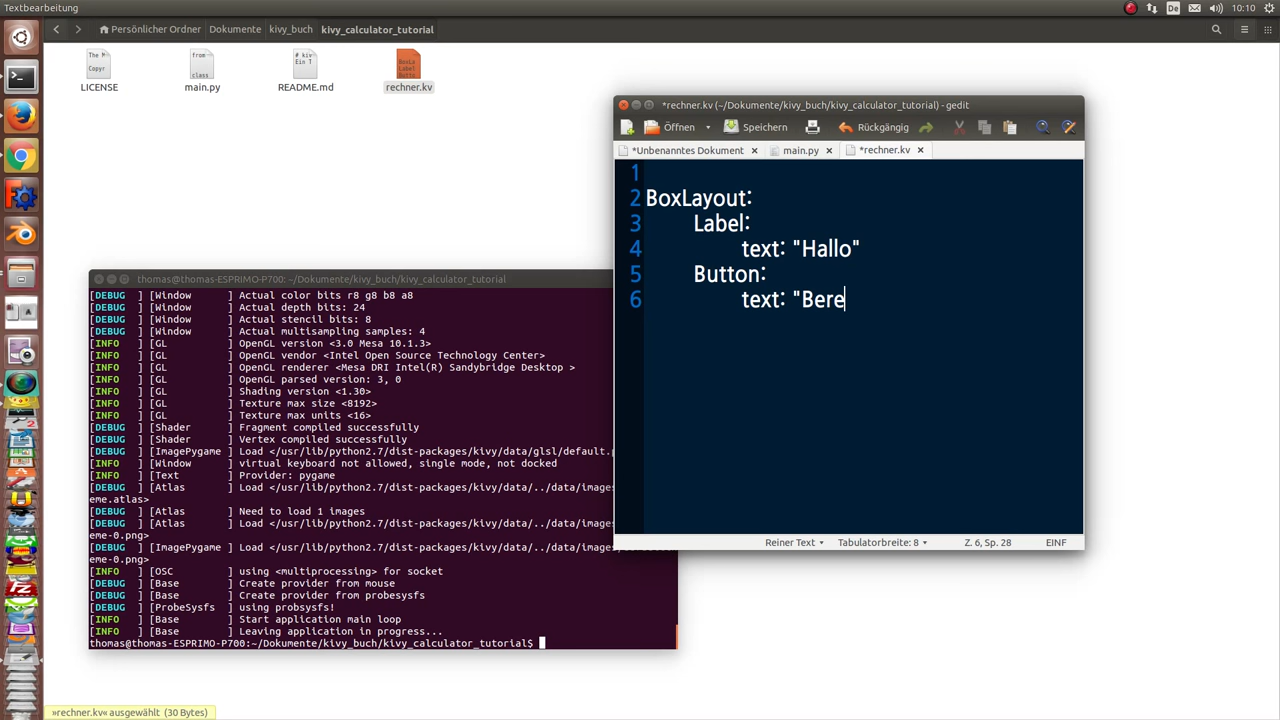 Textbearbeitung
De
10:10
Persönlicher Ordner
Dokumente
kivy_buch
kivy_calculator_tutorial
The M
Copyr
LICENSE
from
class
main.py
# kiv
Ein T
README.md
BoxLa
Label
Butto
rechner.kv
*rechner.kv (~/Dokumente/kivy_buch/kivy_calculator_tutorial) - gedit
Öffnen
Speichern
Rückgängig
*Unbenanntes Dokument
main.py
*rechner.kv
1
2 BoxLayout:
3 Label:
4 text: "Hallo"
5 Button:
6 text: "Bere
Reiner Text
Tabulatorbreite: 8
Z. 6, Sp. 28
EINF
thomas@thomas-ESPRIMO-P700: ~/Dokumente/kivy_buch/kivy_calculator_tutorial
[DEBUG ] [Window ] Actual color bits r8 g8 b8 a8
[DEBUG ] [Window ] Actual depth bits: 24
[DEBUG ] [Window ] Actual stencil bits: 8
[DEBUG ] [Window ] Actual multisampling samples: 4
[INFO ] [GL ] OpenGL version <3.0 Mesa 10.1.3>
[INFO ] [GL ] OpenGL vendor <Intel Open Source Technology Center>
[INFO ] [GL ] OpenGL renderer <Mesa DRI Intel(R) Sandybridge Desktop >
[INFO ] [GL ] OpenGL parsed version: 3, 0
[INFO ] [GL ] Shading version <1.30>
[INFO ] [GL ] Texture max size <8192>
[INFO ] [GL ] Texture max units <16>
[DEBUG ] [Shader ] Fragment compiled successfully
[DEBUG ] [Shader ] Vertex compiled successfully
[DEBUG ] [ImagePygame ] Load </usr/lib/python2.7/dist-packages/kivy/data/glsl/default.p
[INFO ] [Window ] virtual keyboard not allowed, single mode, not docked
[INFO ] [Text ] Provider: pygame
[DEBUG ] [Atlas ] Load </usr/lib/python2.7/dist-packages/kivy/data/../data/images
eme.atlas>
[DEBUG ] [Atlas ] Need to load 1 images
[DEBUG ] [Atlas ] Load </usr/lib/python2.7/dist-packages/kivy/data/../data/images
eme-0.png>
[DEBUG ] [ImagePygame ] Load </usr/lib/python2.7/dist-packages/kivy/data/../data/images/
eme-0.png>
[INFO ] [OSC ] using <multiprocessing> for socket
[DEBUG ] [Base ] Create provider from mouse
[DEBUG ] [Base ] Create provider from probesysfs
[DEBUG ] [ProbeSysfs ] using probsysfs!
[INFO ] [Base ] Start application main loop
[INFO ] [Base ] Leaving application in progress...
thomas@thomas-ESPRIMO-P700:~/Dokumente/kivy_buch/kivy_calculator_tutorial$
»rechner.kv« ausgewählt (30 Bytes)